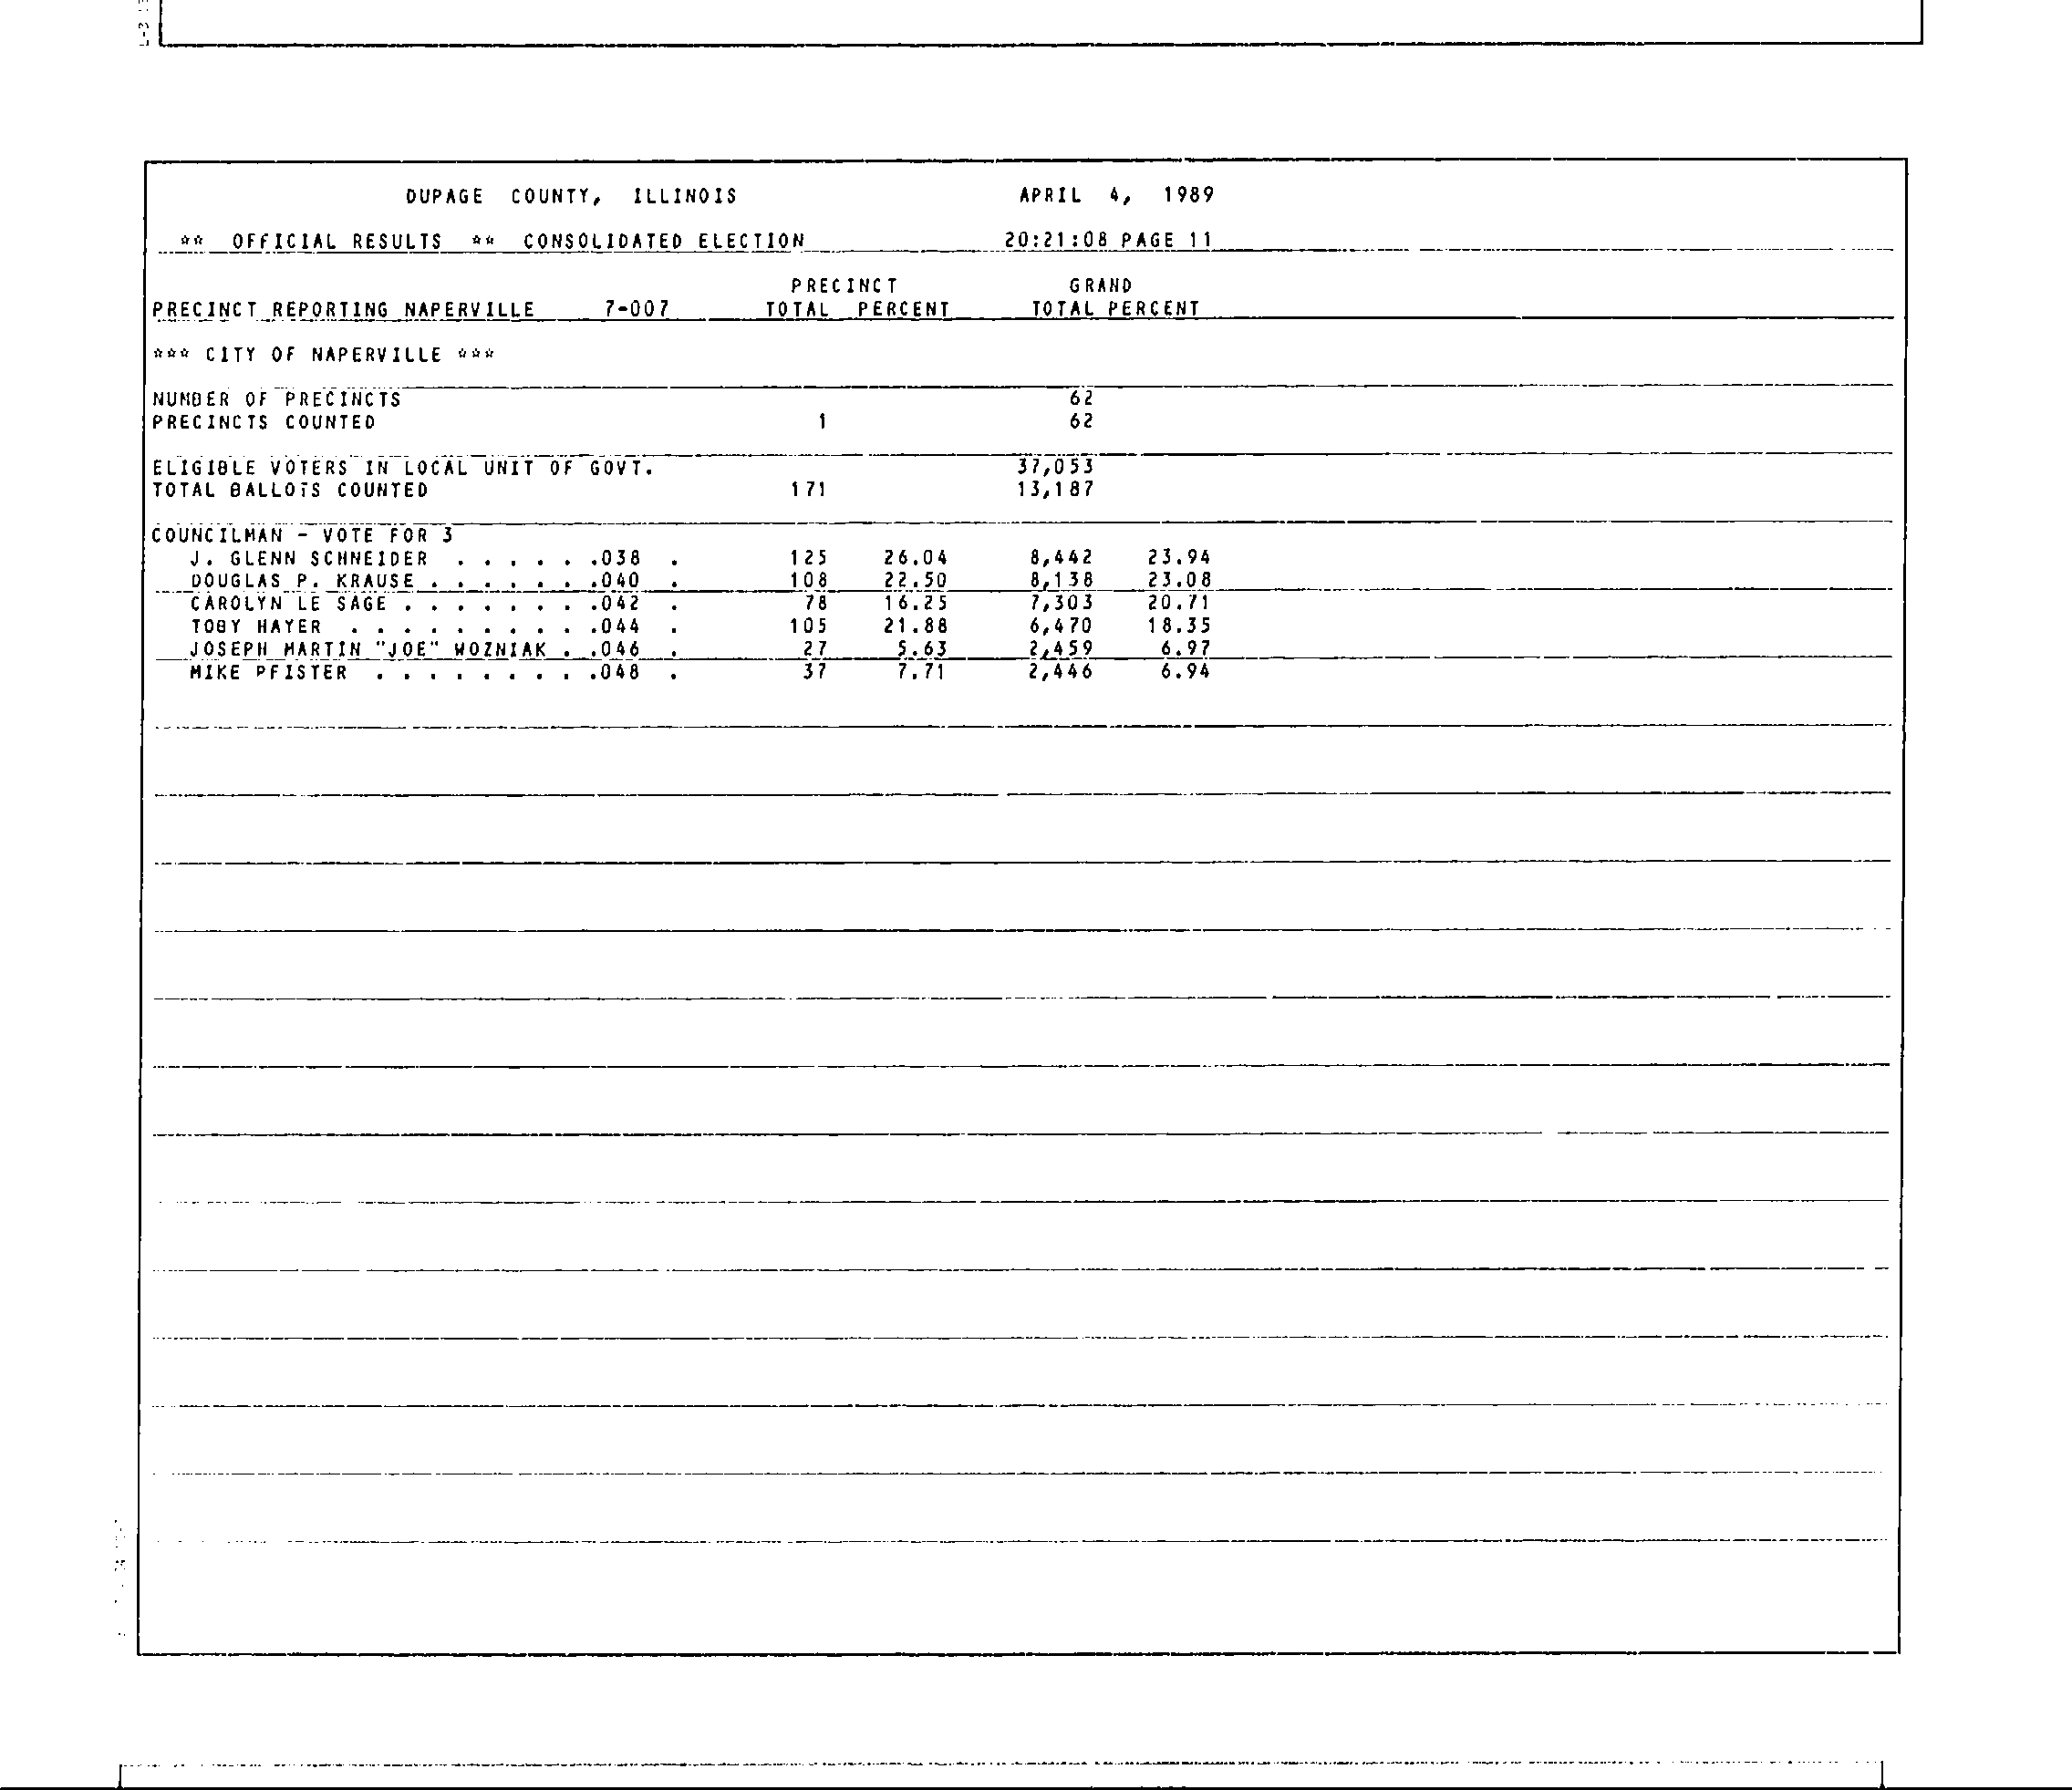 DUPAGE COUNTY, ILLINOIS APRIL 4, 1989
** OFFICIAL RESULTS ** CONSOLIDATED ELECTION 20:21:08 PAGE 11
PRECINCT GRAND
PRECINCT REPORTING NAPERVILLE 7-007 TOTAL PERCENT TOTAL PERCENT
*** CITY OF NAPERVILLE ***
NUMBER OF PRECINCTS 62
PRECINCTS COUNTED 1 62
ELIGIBLE VOTERS IN LOCAL UNIT OF GOVT. 37,053
TOTAL BALLOTS COUNTED 171 13,187
COUNCILMAN - VOTE FOR 3
J. GLENN SCHNEIDER . . . . . .038 . 125 26.04 8,442 23.94
DOUGLAS P. KRAUSE . . . . . . .040 . 108 22.50 8,138 23.08
CAROLYN LE SAGE . . . . . . . .042 . 78 16.25 7,303 20.71
TOBY HAYER . . . . . . . . . .044 . 105 21.88 6,470 18.35
JOSEPH MARTIN "JOE" WOZNIAK . .046 . 27 5.63 2,459 6.97
MIKE PFISTER . . . . . . . . .048 . 37 7.71 2,446 6.94